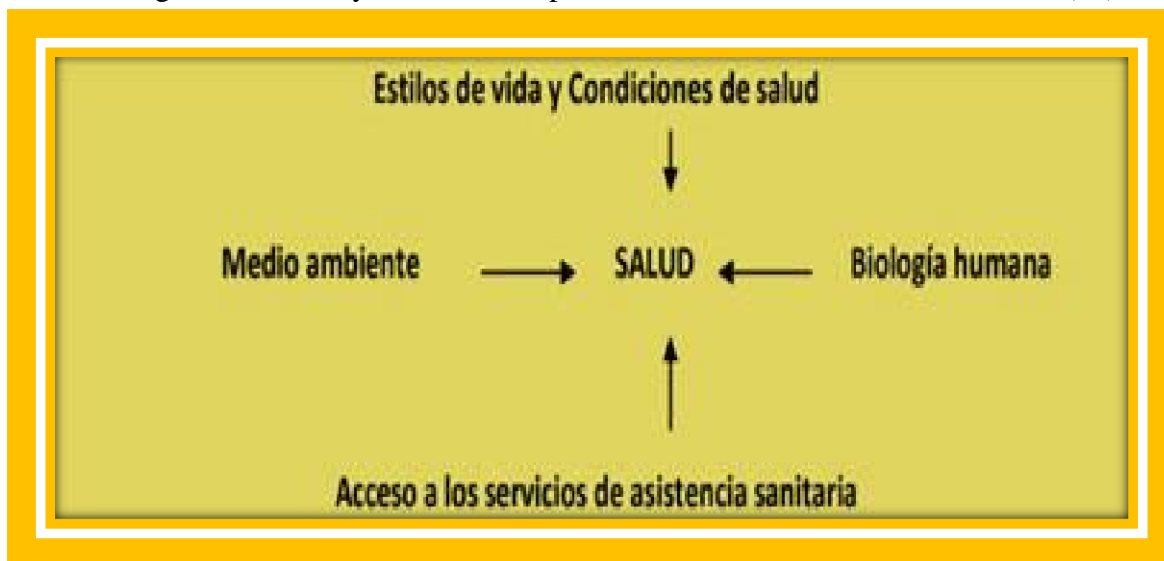 Estilos de vida y Condiciones de salud
Medio ambiente SALUD Biología humana
Acceso a los servicios de asistencia sanitaria